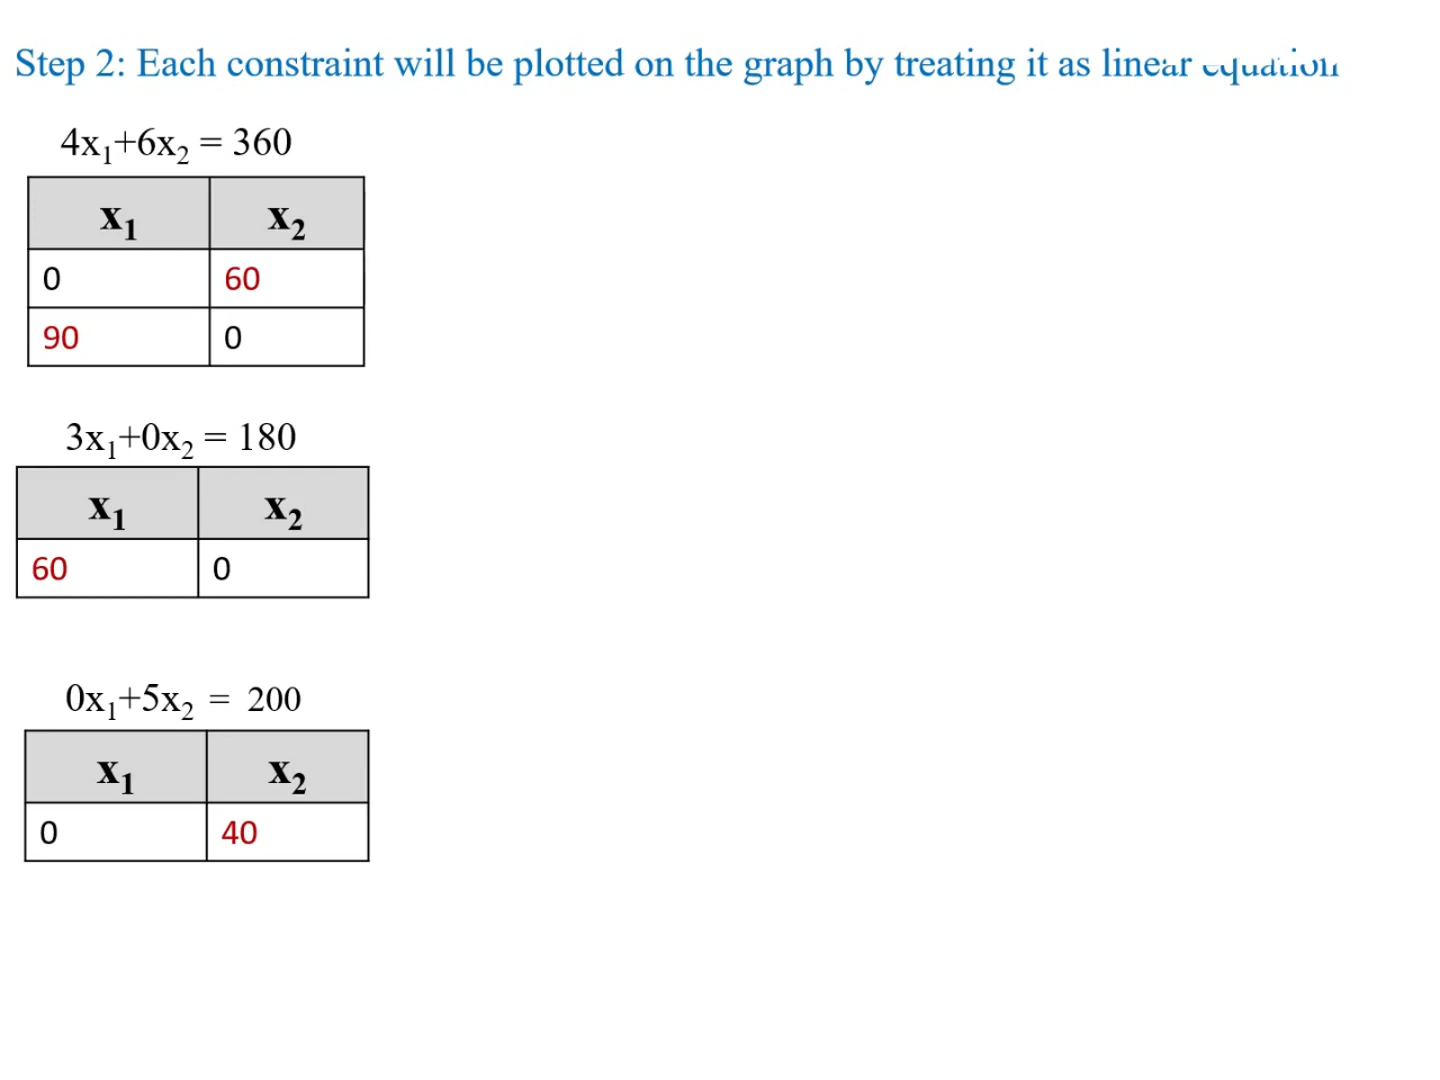 Step 2: Each constraint will be plotted on the graph by treating it as linear equation
4x₁+6x₂ = 360
x₁ x₂
0 60
90 0
3x₁+0x₂ = 180
x₁ x₂
60 0
0x₁+5x₂ = 200
x₁ x₂
0 40